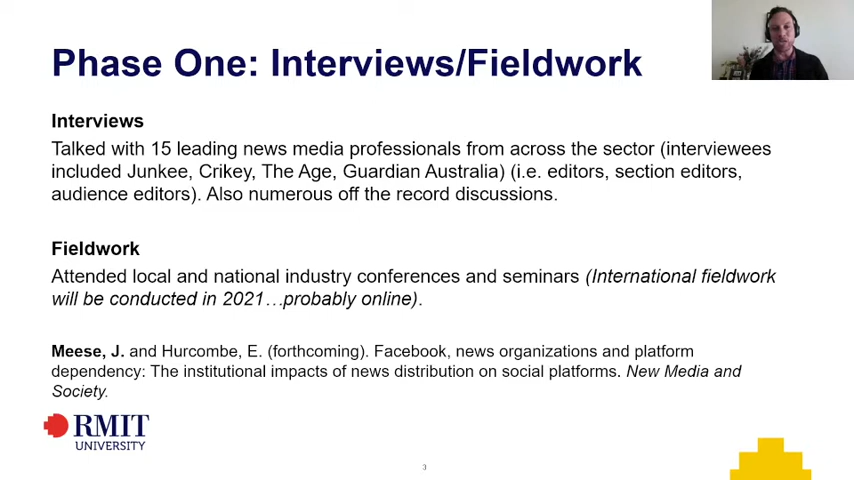 Phase One: Interviews/Fieldwork
Interviews
Talked with 15 leading news media professionals from across the sector (interviewees
included Junkee, Crikey, The Age, Guardian Australia) (i.e. editors, section editors,
audience editors). Also numerous off the record discussions.
Fieldwork
Attended local and national industry conferences and seminars (International fieldwork
will be conducted in 2021…probably online).
Meese, J. and Hurcombe, E. (forthcoming). Facebook, news organizations and platform
dependency: The institutional impacts of news distribution on social platforms. New Media and
Society.
RMIT
UNIVERSITY
3